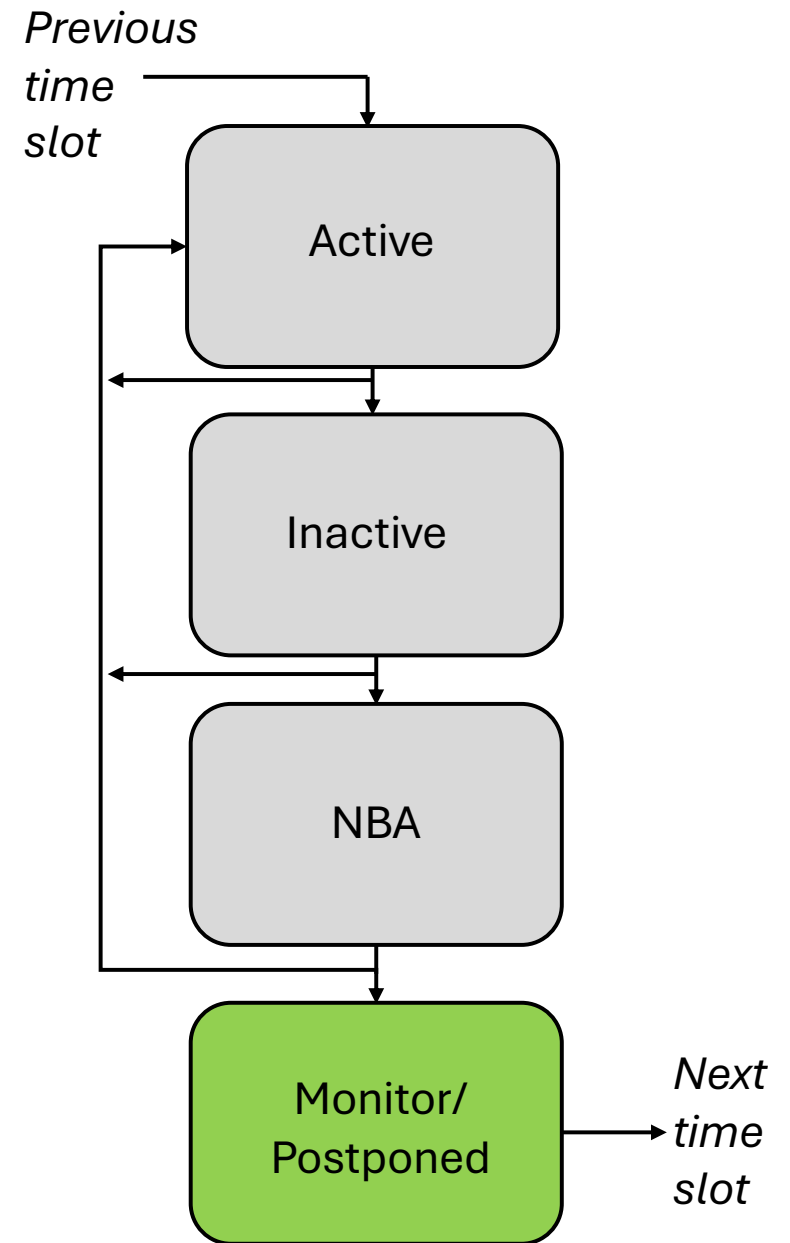 Previous
time
slot
Active
Inactive
NBA
Monitor/
Postponed
Next
time
slot